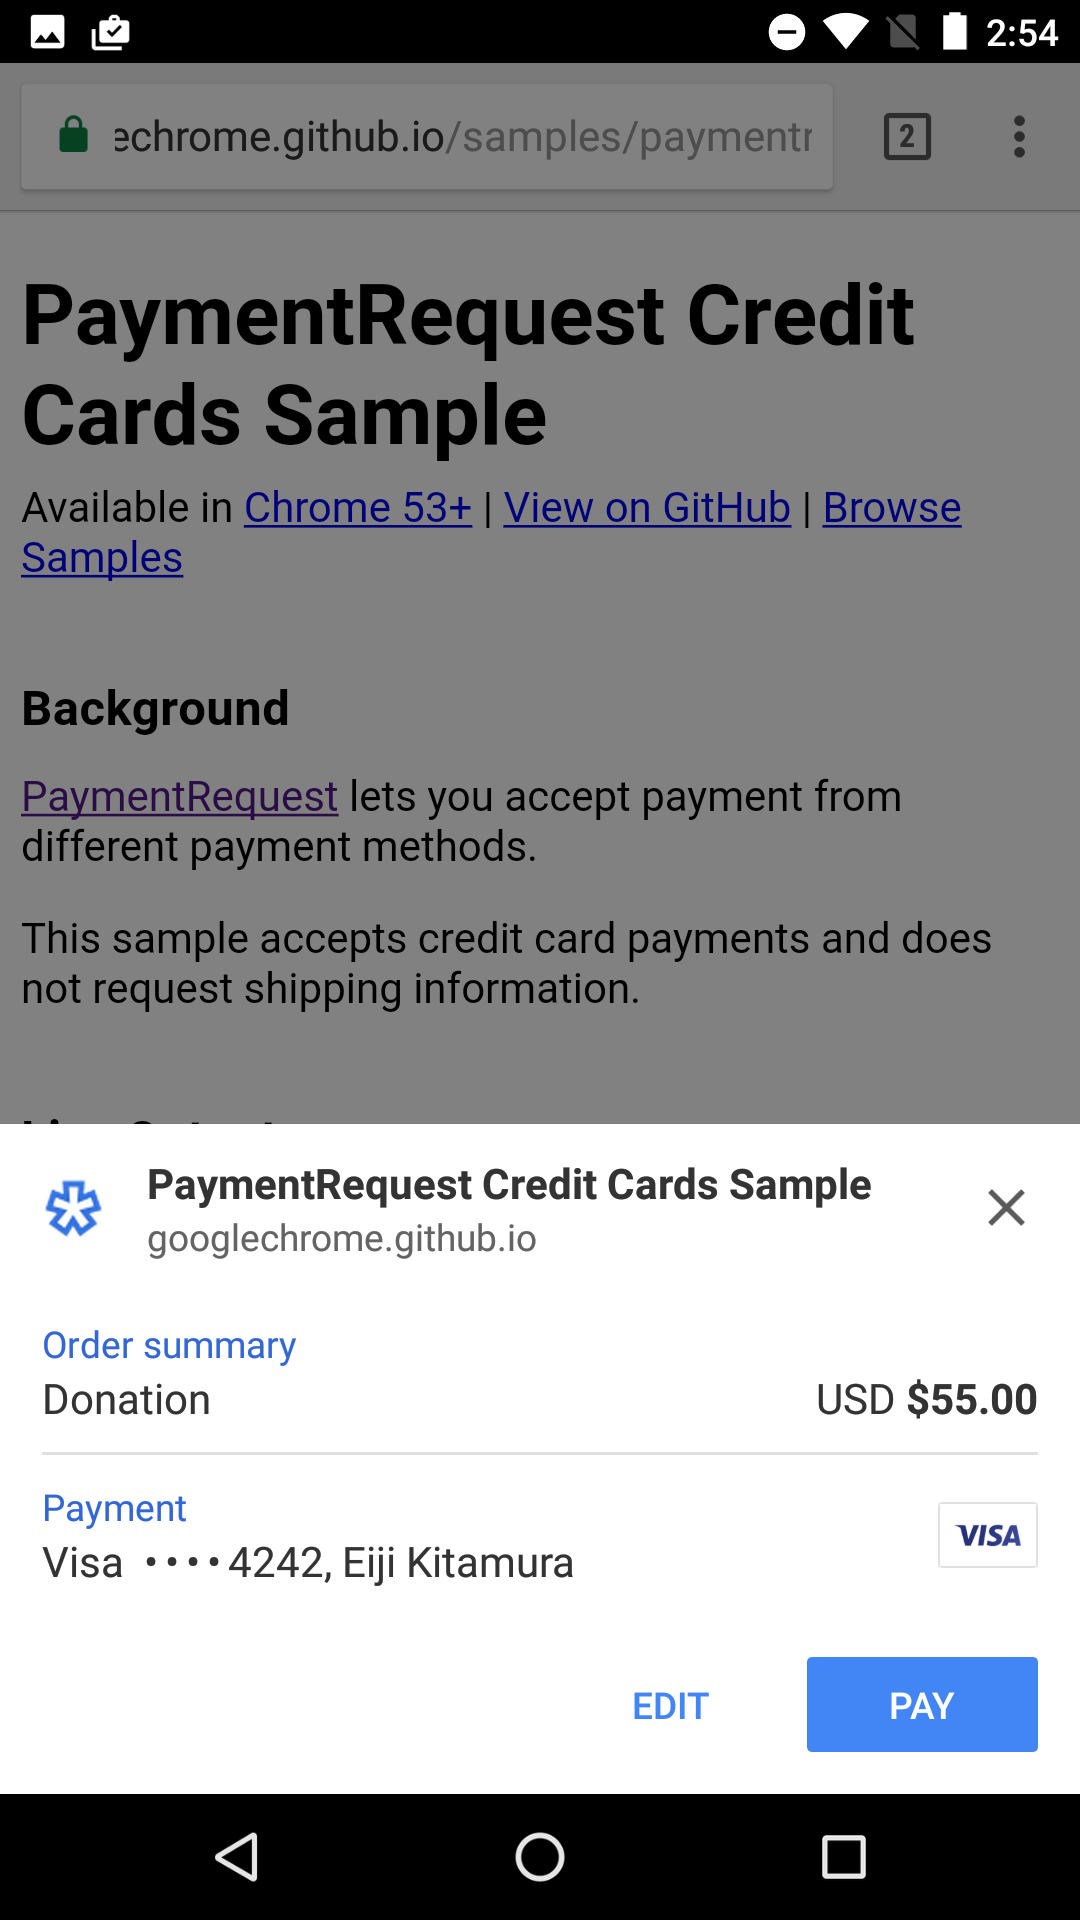 2:54
echrome.github.io/samples/paymentr
2
PaymentRequest Credit
Cards Sample
Available in Chrome 53+ | View on GitHub | Browse
Samples
Background
PaymentRequest lets you accept payment from
different payment methods.
This sample accepts credit card payments and does
not request shipping information.
PaymentRequest Credit Cards Sample
googlechrome.github.io
Order summary
Donation USD $55.00
Payment
Visa ····4242, Eiji Kitamura
VISA
EDIT PAY